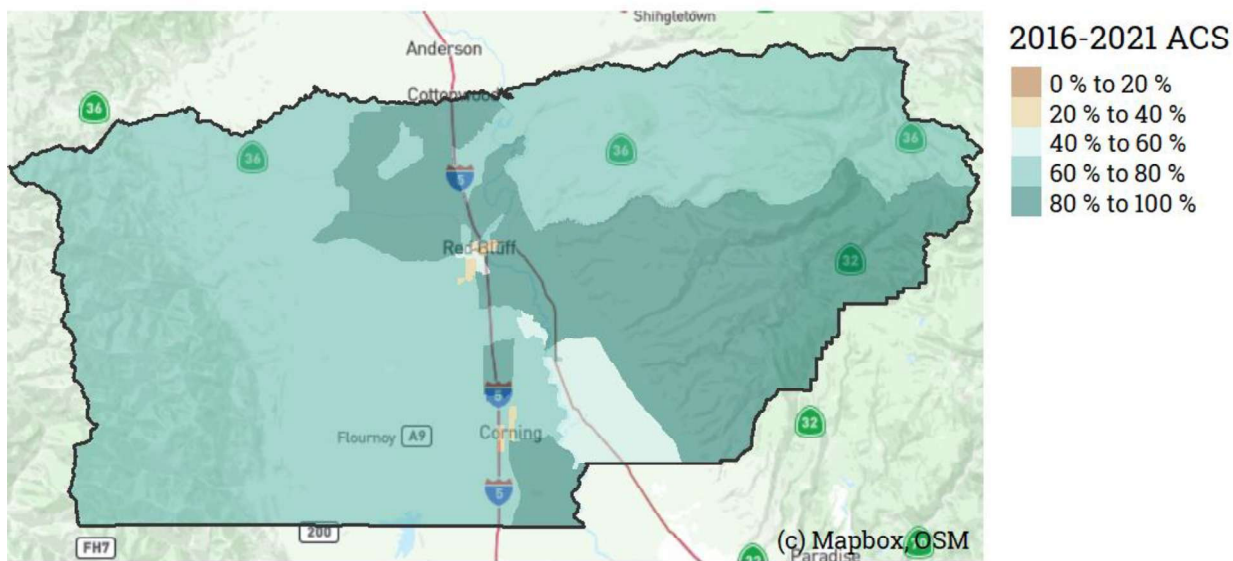 Shingletown
2016-2021 ACS
Anderson
0 % to 20 %
Cottonwood
20 % to 40 %
36
40 % to 60 %
36
36
36
60 % to 80 %
5
80 % to 100 %
Red Bluff
32
5
Flournoy A9
Corning
32
5
200
FH7
(c) Mapbox, OSM
Paradise